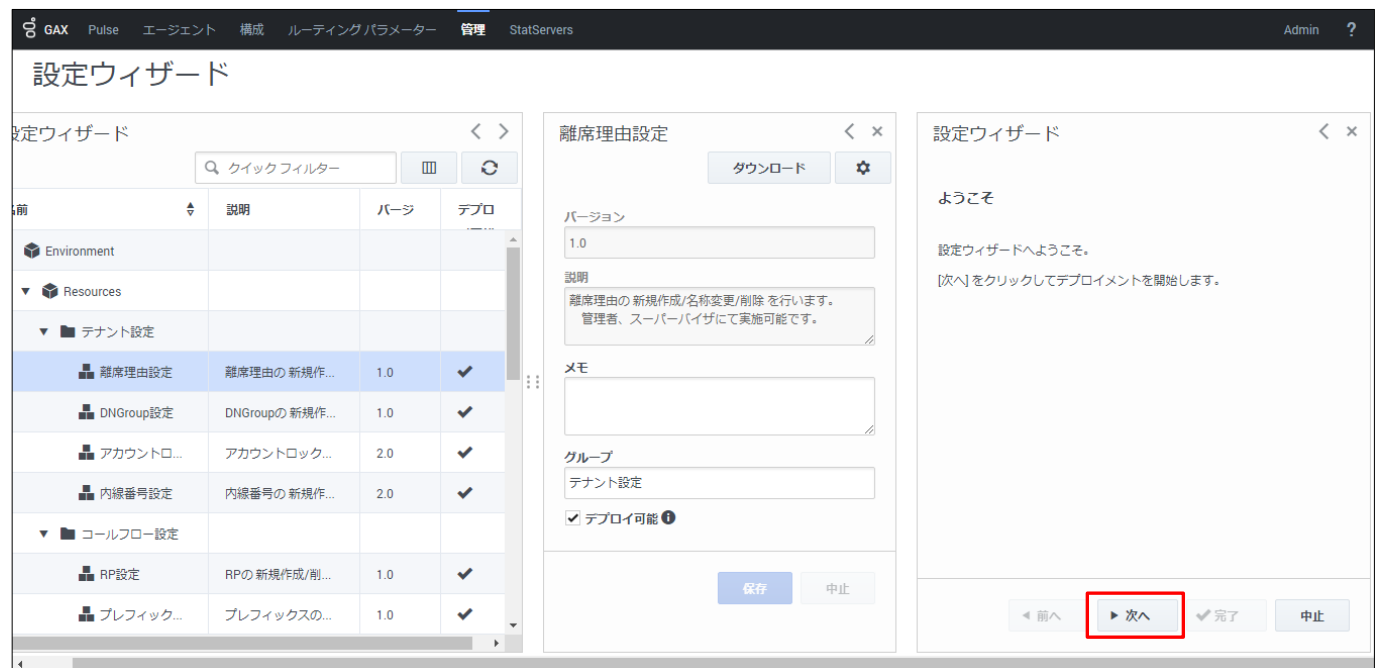 GAX Pulse エージェント 構成 ルーティング パラメーター 管理 StatServers Admin ?
設定ウィザード
設定ウィザード
クイック フィルター
名前 説明 バージ デプロ
Environment
Resources
テナント設定
離席理由設定 離席理由の 新規作... 1.0
DNGroup設定 DNGroupの 新規作... 1.0
アカウントロ... アカウントロック... 2.0
内線番号設定 内線番号の 新規作... 2.0
コールフロー設定
RP設定 RPの 新規作成/削... 1.0
プレフィック... プレフィックスの... 1.0
離席理由設定
ダウンロード
バージョン
1.0
説明
離席理由の 新規作成/名称変更/削除 を行います。
管理者、スーパーバイザにて実施可能です。
メモ
グループ
テナント設定
デプロイ可能
保存 中止
設定ウィザード
ようこそ
設定ウィザードへようこそ。
[次へ] をクリックしてデプロイメントを開始します。
前へ 次へ 完了 中止